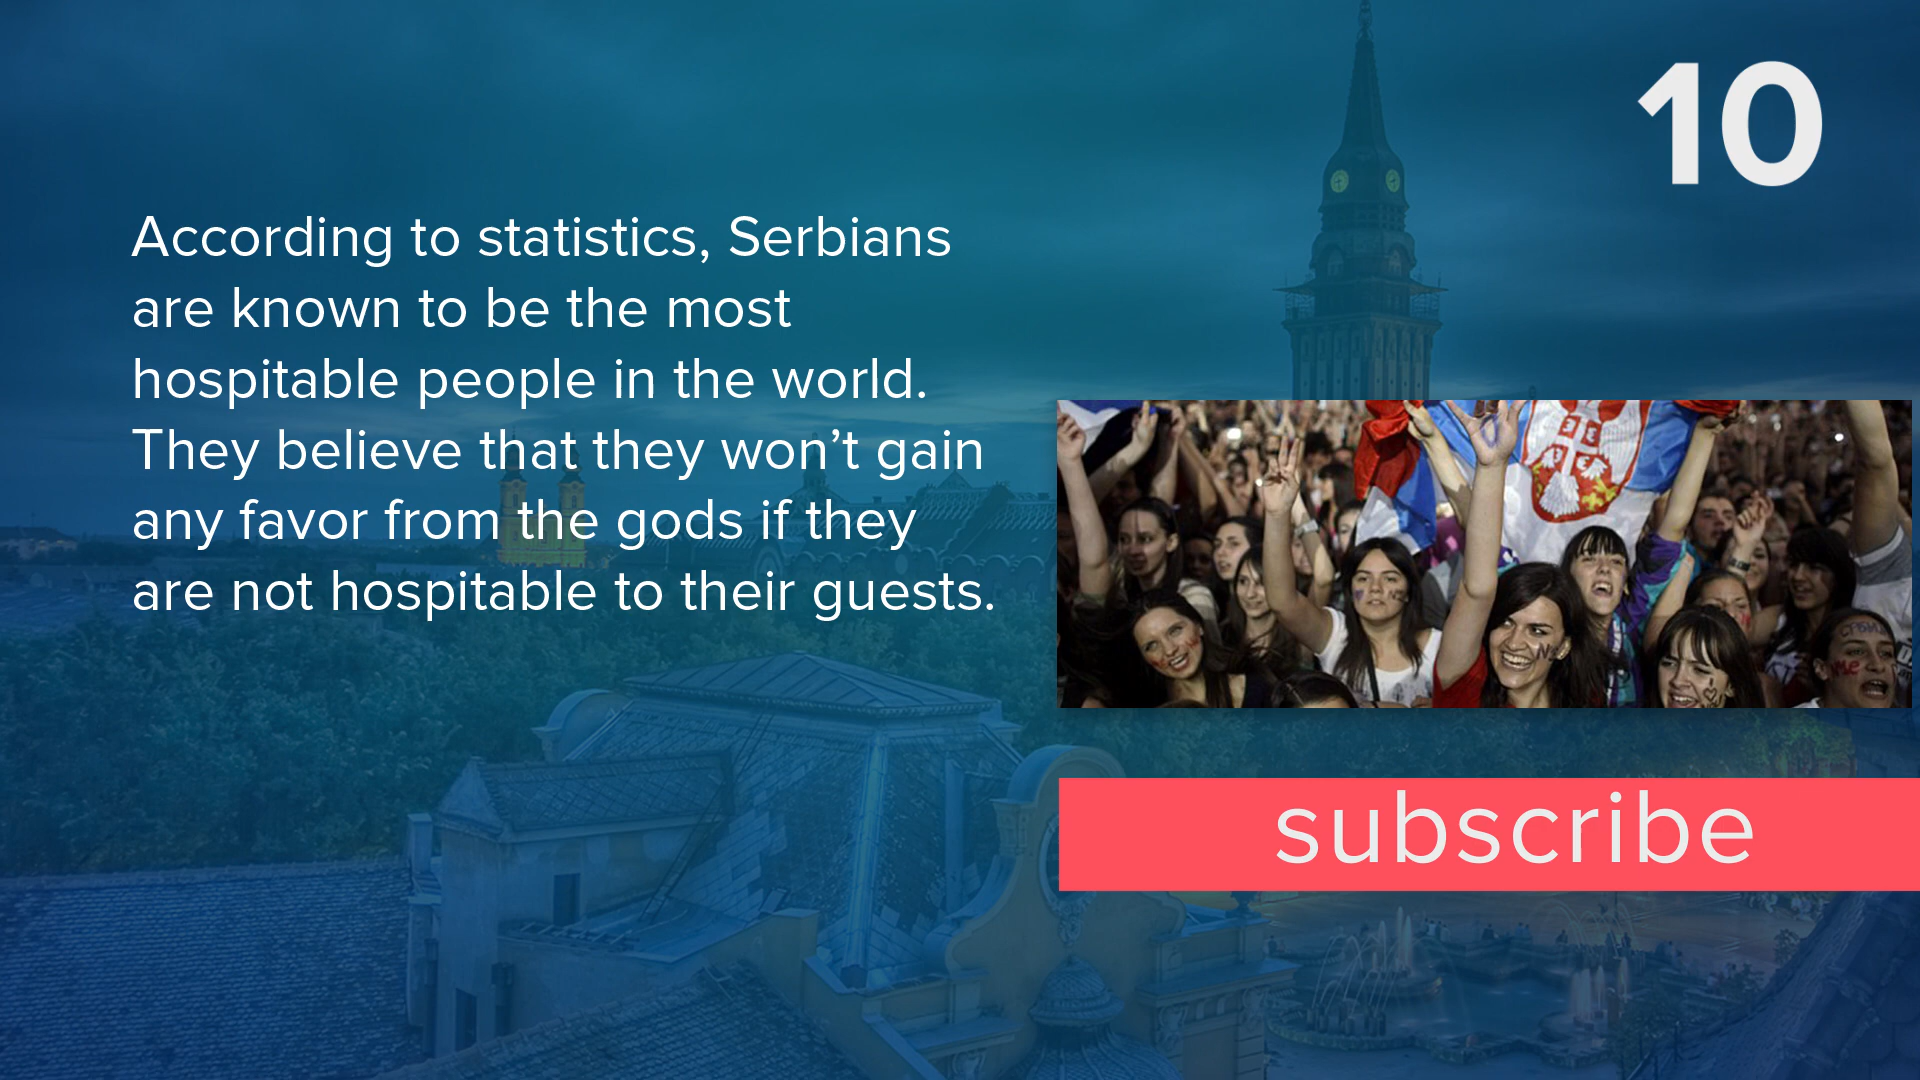 10
According to statistics, Serbians
are known to be the most
hospitable people in the world.
They believe that they won’t gain
any favor from the gods if they
are not hospitable to their guests.
subscribe